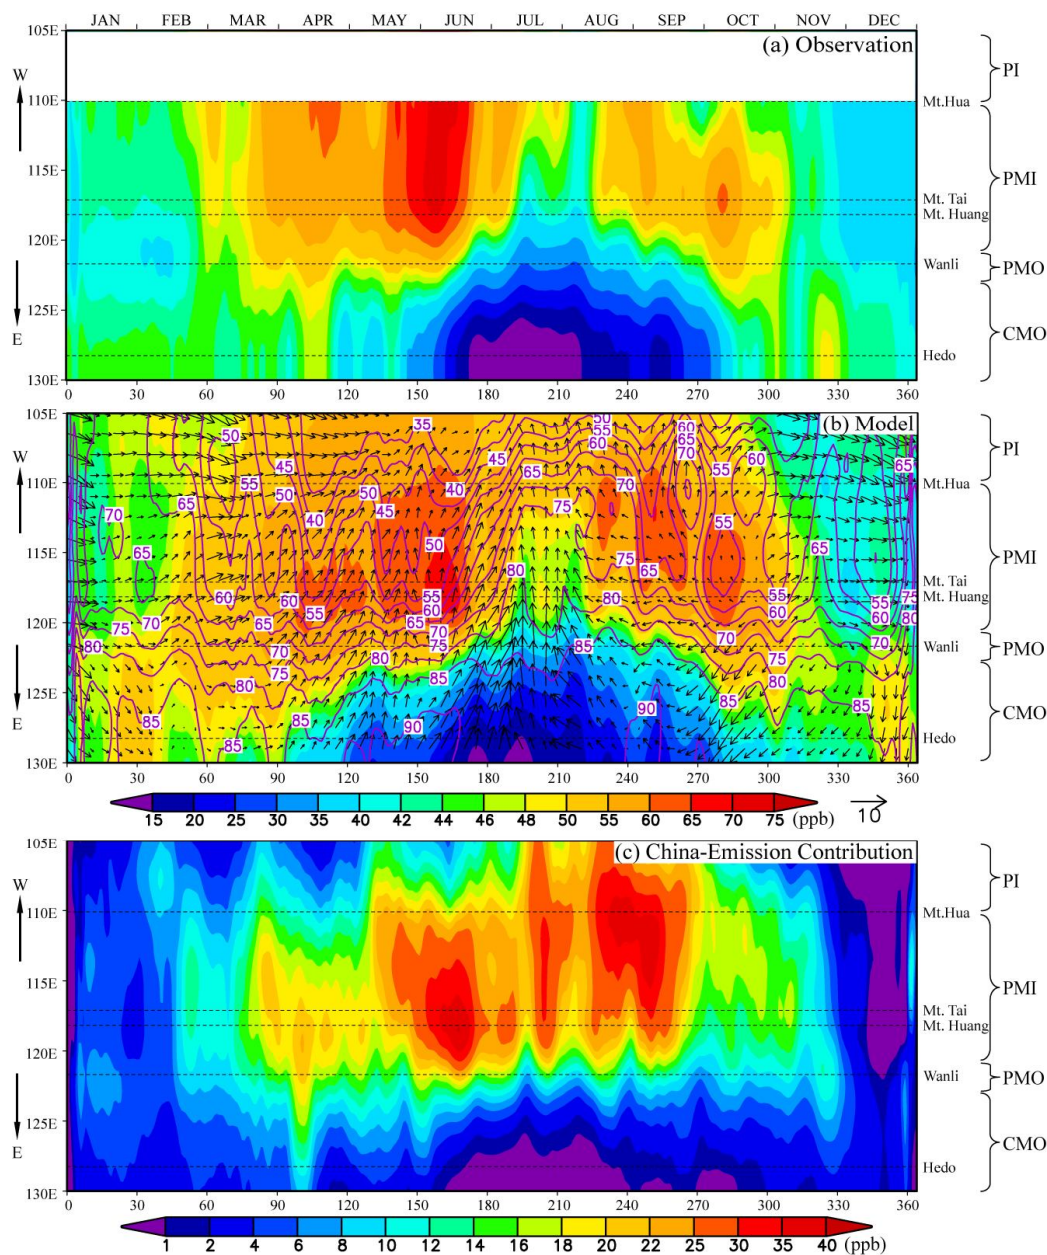 JAN FEB MAR APR MAY JUN JUL AUG SEP OCT NOV DEC
105E
(a) Observation
W
PI
110E
Mt.Hua
115E
PMI
Mt. Tai
Mt. Huang
120E
Wanli
PMO
125E
CMO
E
Hedo
130E
0 30 60 90 120 150 180 210 240 270 300 330 360
105E
(b) Model
W
PI
110E
Mt.Hua
115E
PMI
Mt. Tai
Mt. Huang
120E
Wanli
PMO
125E
CMO
E
Hedo
130E
0 30 60 90 120 150 180 210 240 270 300 330 360
15 20 25 30 35 40 42 44 46 48 50 55 60 65 70 75 (ppb)
10
105E
(c) China-Emission Contribution
W
PI
110E
Mt.Hua
115E
PMI
Mt. Tai
Mt. Huang
120E
Wanli
PMO
125E
CMO
E
Hedo
130E
0 30 60 90 120 150 180 210 240 270 300 330 360
1 2 4 6 8 10 12 14 16 18 20 22 25 30 35 40 (ppb)